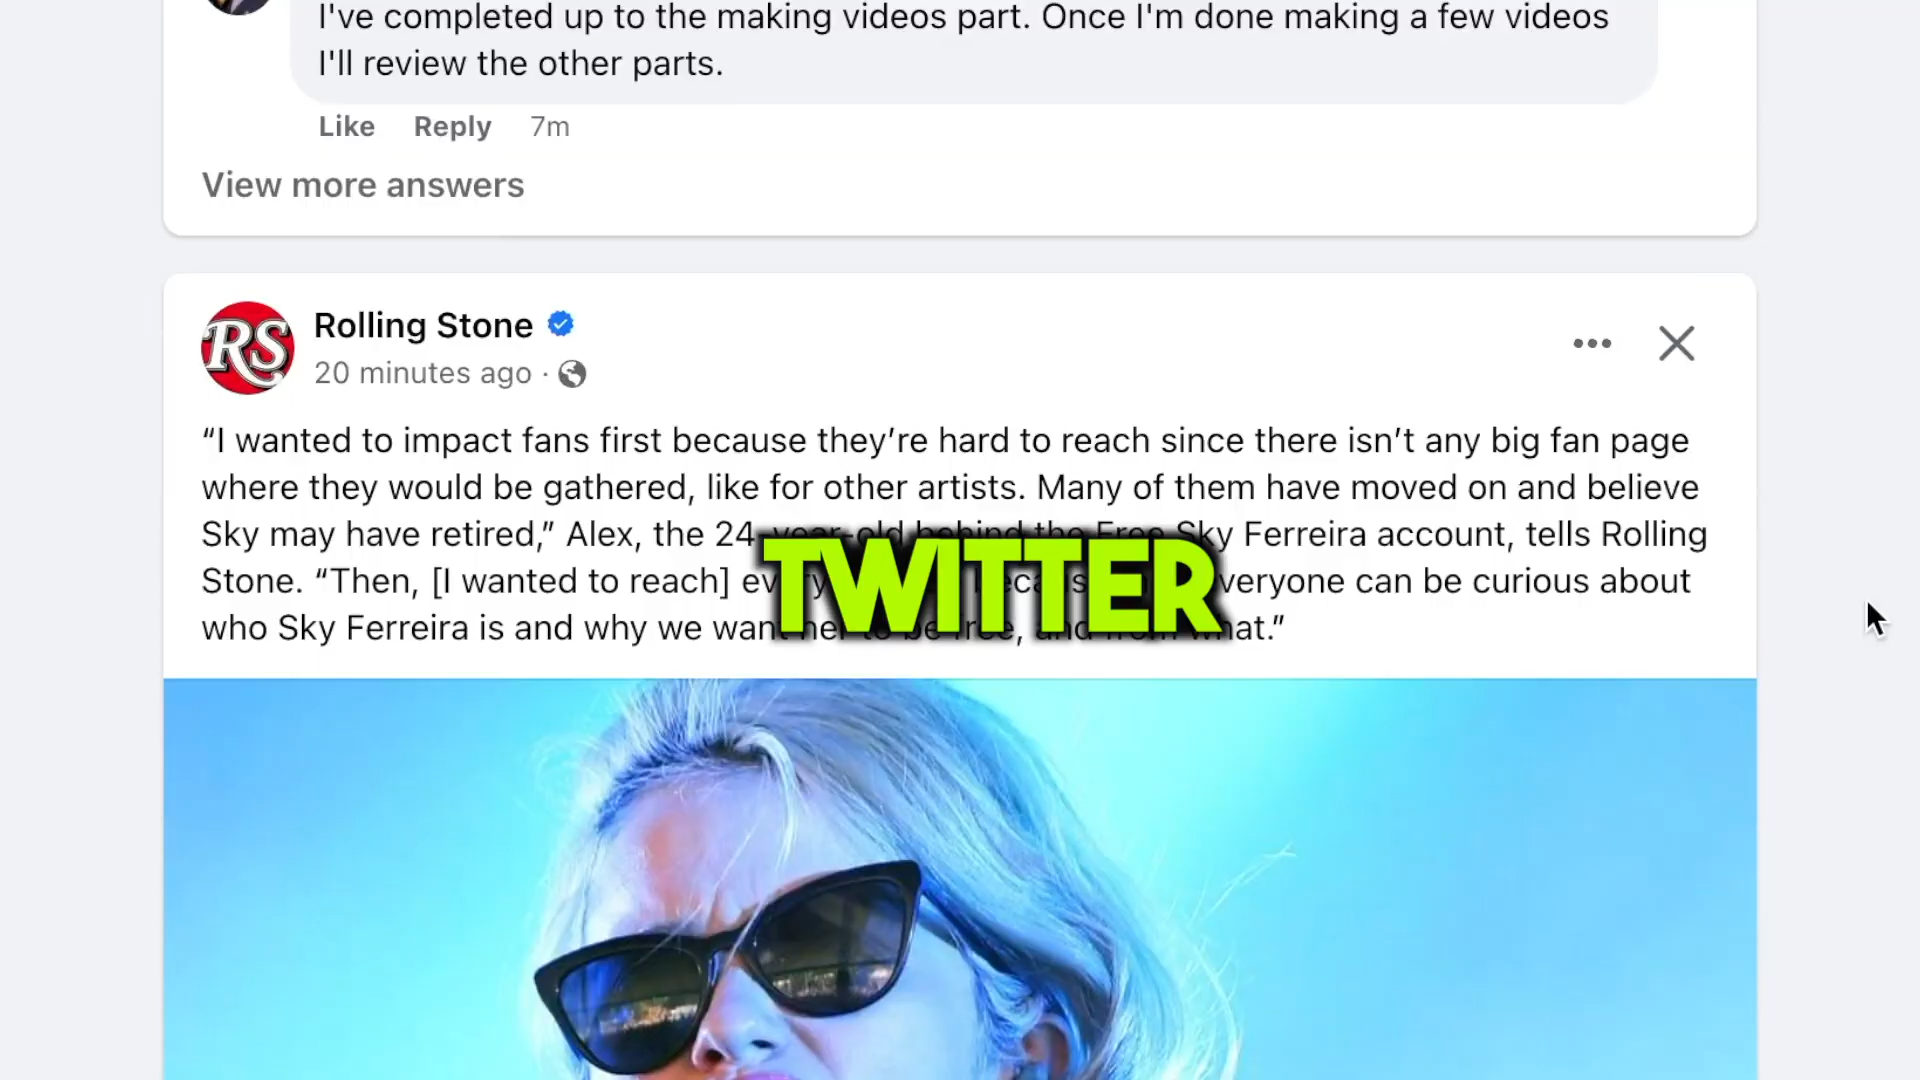 I've completed up to the making videos part. Once I'm done making a few videos
I'll review the other parts.
Like Reply 7m
View more answers
RS
Rolling Stone
20 minutes ago ·
“I wanted to impact fans first because they’re hard to reach since there isn’t any big fan page
where they would be gathered, like for other artists. Many of them have moved on and believe
Sky may have retired,” Alex, the 24-year-old behind the Free Sky Ferreira account, tells Rolling
Stone. “Then, [I wanted to reach] everyone can be curious about
who Sky Ferreira is and why we want her to be free, and from what.”
TWITTER